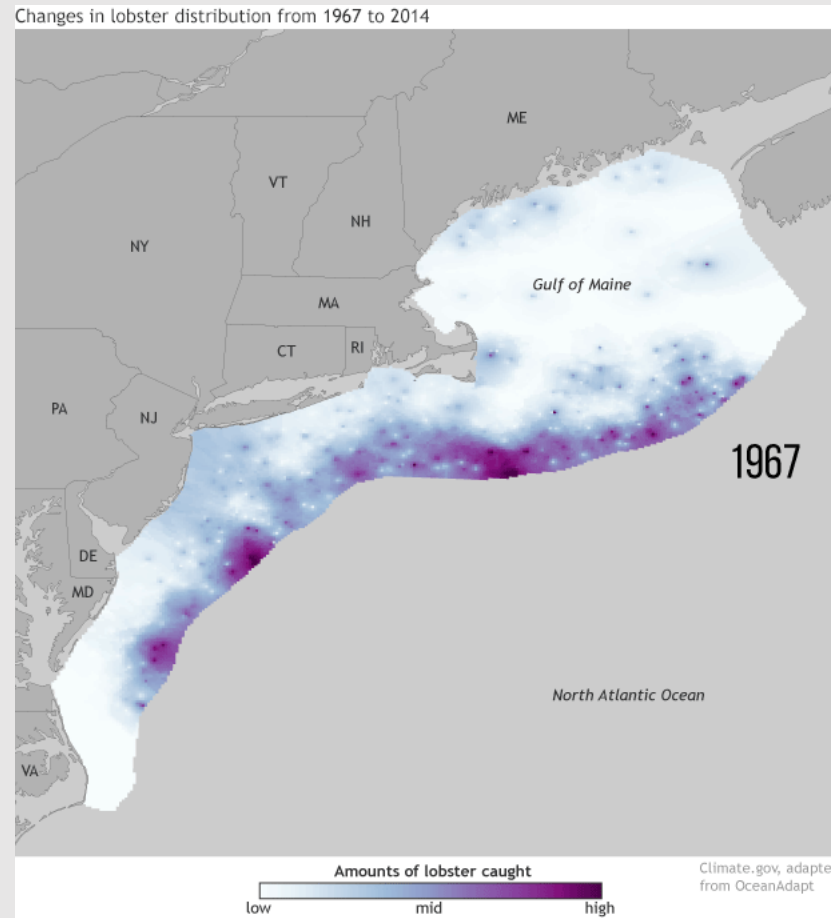 Changes in lobster distribution from 1967 to 2014
ME
VT
NH
NY
Gulf of Maine
MA
CT
RI
PA
NJ
1967
DE
MD
North Atlantic Ocean
VA
Amounts of lobster caught
low
mid
high
Climate.gov, adapte
from OceanAdapt